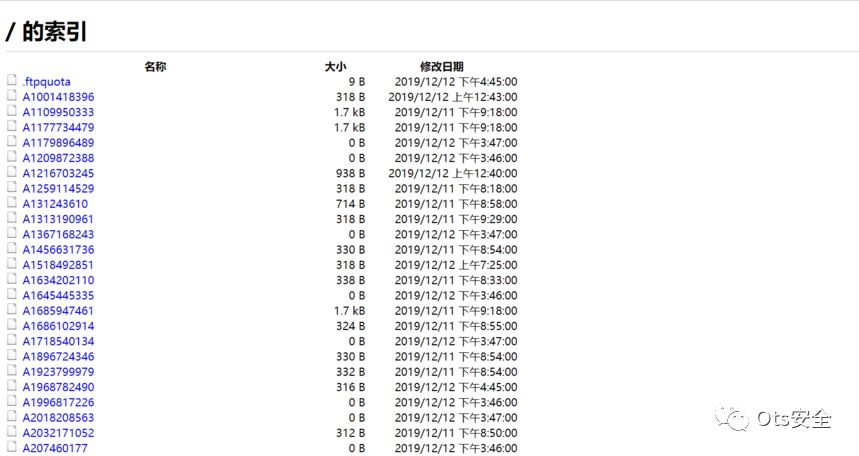 / 的索引
名称 大小 修改日期
.ftpquota 9 B 2019/12/12 下午4:45:00
A1001418396 318 B 2019/12/12 上午12:43:00
A1109950333 1.7 kB 2019/12/11 下午9:18:00
A1177734479 1.7 kB 2019/12/11 下午9:18:00
A1179896489 0 B 2019/12/12 下午3:47:00
A1209872388 0 B 2019/12/12 下午3:46:00
A1216703245 938 B 2019/12/12 上午12:40:00
A1259114529 318 B 2019/12/11 下午8:18:00
A131243610 714 B 2019/12/11 下午8:58:00
A1313190961 318 B 2019/12/11 下午9:29:00
A1367168243 0 B 2019/12/12 下午3:47:00
A1456631736 330 B 2019/12/11 下午8:54:00
A1518492851 318 B 2019/12/12 上午7:25:00
A1634202110 338 B 2019/12/11 下午8:33:00
A1645445335 0 B 2019/12/12 下午3:46:00
A1685947461 1.7 kB 2019/12/11 下午9:18:00
A1686102914 324 B 2019/12/11 下午8:55:00
A1718540134 0 B 2019/12/12 下午3:47:00
A1896724346 330 B 2019/12/11 下午8:54:00
A1923799979 332 B 2019/12/11 下午8:54:00
A1968782490 316 B 2019/12/12 下午4:45:00
A1996817226 0 B 2019/12/12 下午3:46:00
A2018208563 0 B 2019/12/12 下午3:47:00
A2032171052 312 B 2019/12/11 下午8:50:00
A207460177 0 B 2019/12/12 下午3:46:00
Ots安全